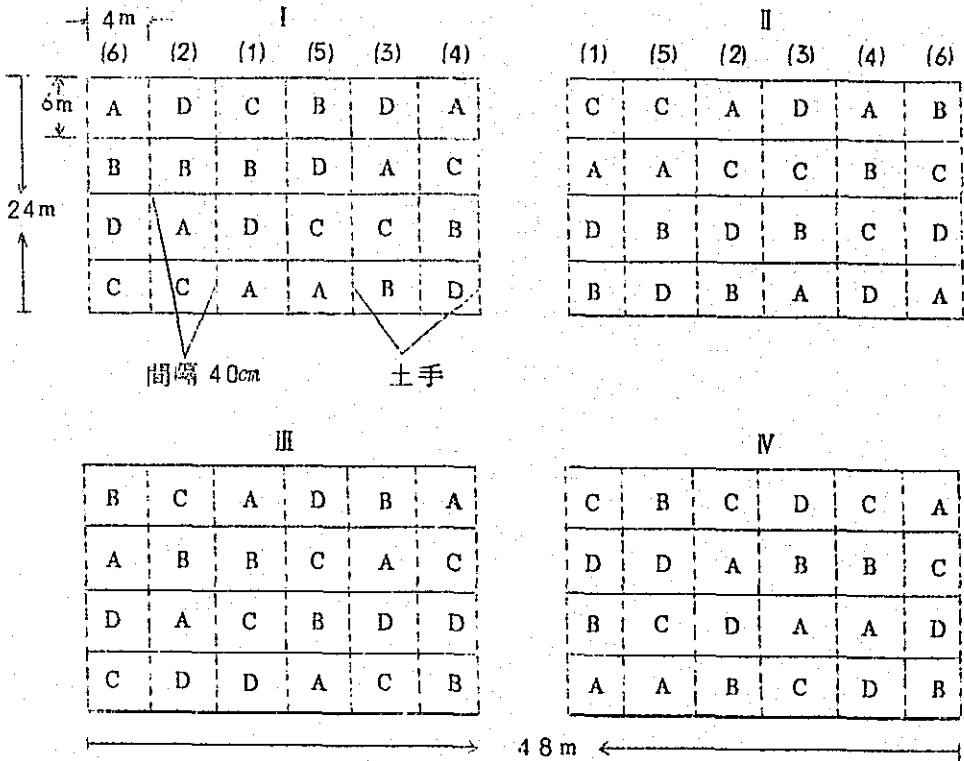 4m I II
(6) (2) (1) (5) (3) (4) (1) (5) (2) (3) (4) (6)
6m A D C B D A C C A D A B
B B B D A C A A C C B C
24m D A D C C B D B D B C D
C C A A B D B D B A D A
間隔 40cm 土手
III IV
B C A D B A C B C D C A
A B B C A C D D A B B C
D A C B D D B C D A A D
C D D A C B A A B C D B
48m